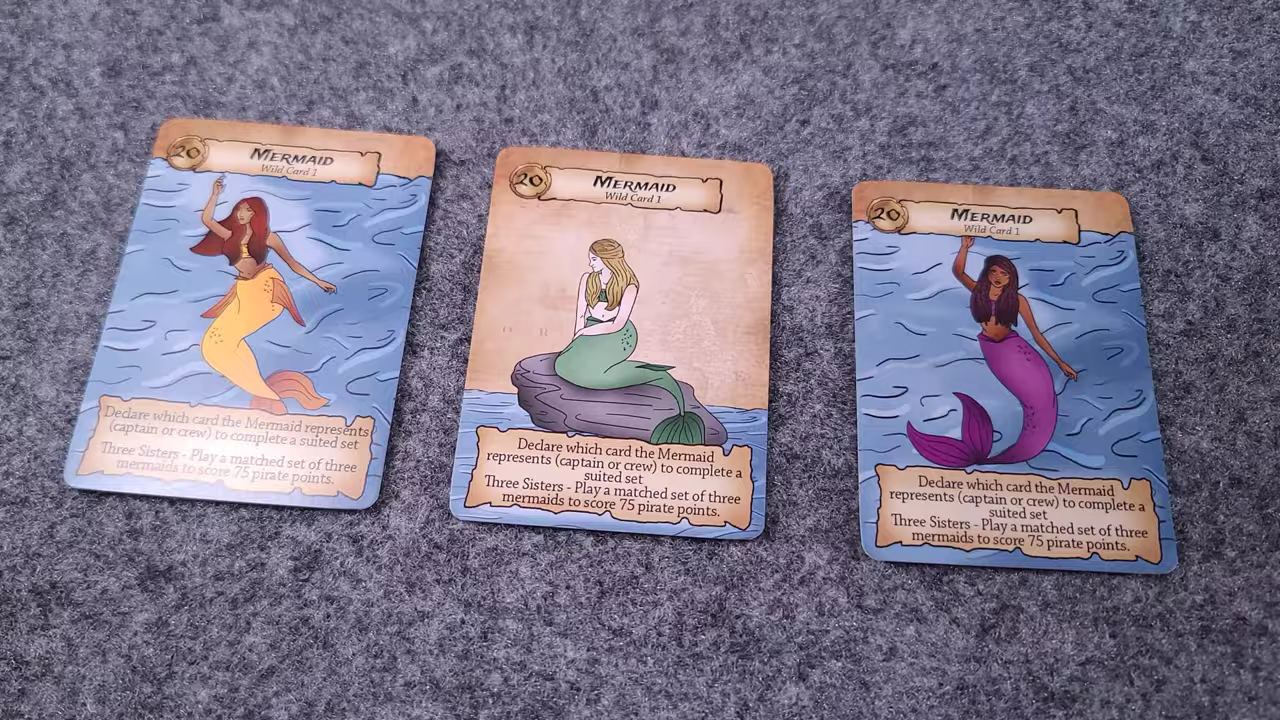 20
Mermaid
Wild Card 1
Declare which card the Mermaid represents
(captain or crew) to complete a suited set
Three Sisters - Play a matched set of three
mermaids to score 75 pirate points.
20
Mermaid
Wild Card 1
Declare which card the Mermaid
represents (captain or crew) to complete a
suited set
Three Sisters - Play a matched set of three
mermaids to score 75 pirate points.
20
Mermaid
Wild Card 1
Declare which card the Mermaid
represents (captain or crew) to complete a
suited set
Three Sisters - Play a matched set of three
mermaids to score 75 pirate points.